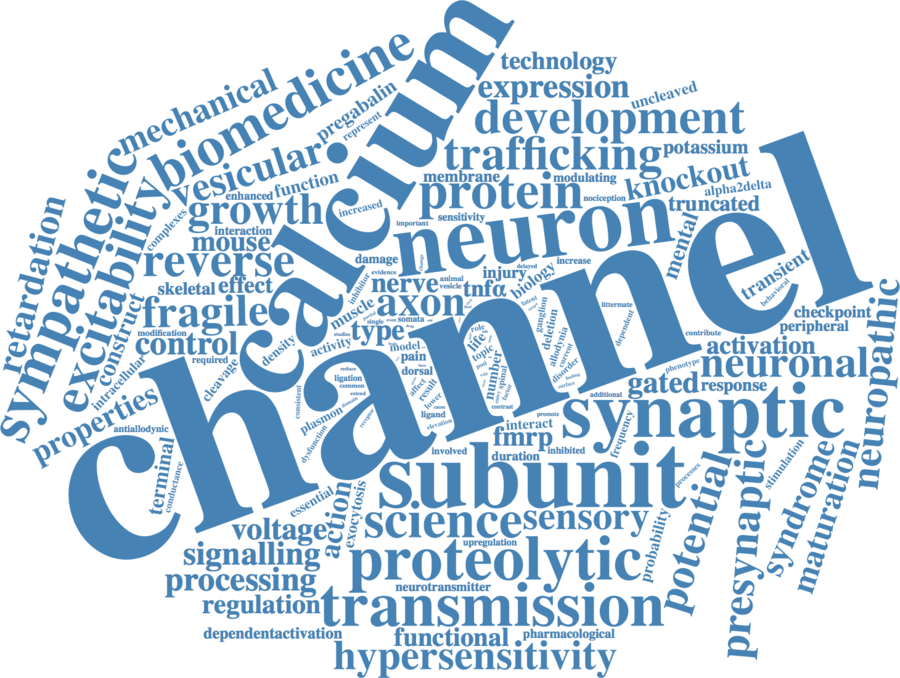 calcium
technology
expression
uncleaved
biomedicine
mechanical
pregabalin
represent
development
vesicular
trafficking
potassium
sympathetic
excitability
enhanced
function
membrane
modulating
knockout
protein
nociception
alpha2delta
truncated
complexes
growth
increased
important
sensitivity
neuron
channel
retardation
interaction
mouse
reverse
damage
mental
evidence
inhibitor
nerve
animal
vesicle
injury
delayed
biology
increase
tnfα
transient
behavioral
skeletal
effect
construct
fragile
muscle
axon
latent
littermate
ganglion
deletion
dependent
checkpoint
peripheral
modification
control
density
activity
type
single
somata
studies
model
role
life
topic
allodynia
current
disorder
contribute
activation
neuropathic
intracellular
required
cleavage
pain
dorsal
number
spinal
factor
finding
surface
phenotype
neuronal
properties
reduce
ligation
common
extend
consistent
affect
result
lower
cause
ligand
elevation
contrast
promote
additional
gated
response
antiallodynic
plasmon
receptor
dysfunction
interact
fmrp
frequency
synaptic
terminal
conductance
involved
duration
inhibited
subunit
processes
stimulation
essential
exocytosis
action
voltage
science
sensory
potential
presynaptic
syndrome
maturation
signalling
upregulation
proteolytic
probability
processing
neurotransmitter
regulation
transmission
dependentactivation
functional
pharmacological
hypersensitivity